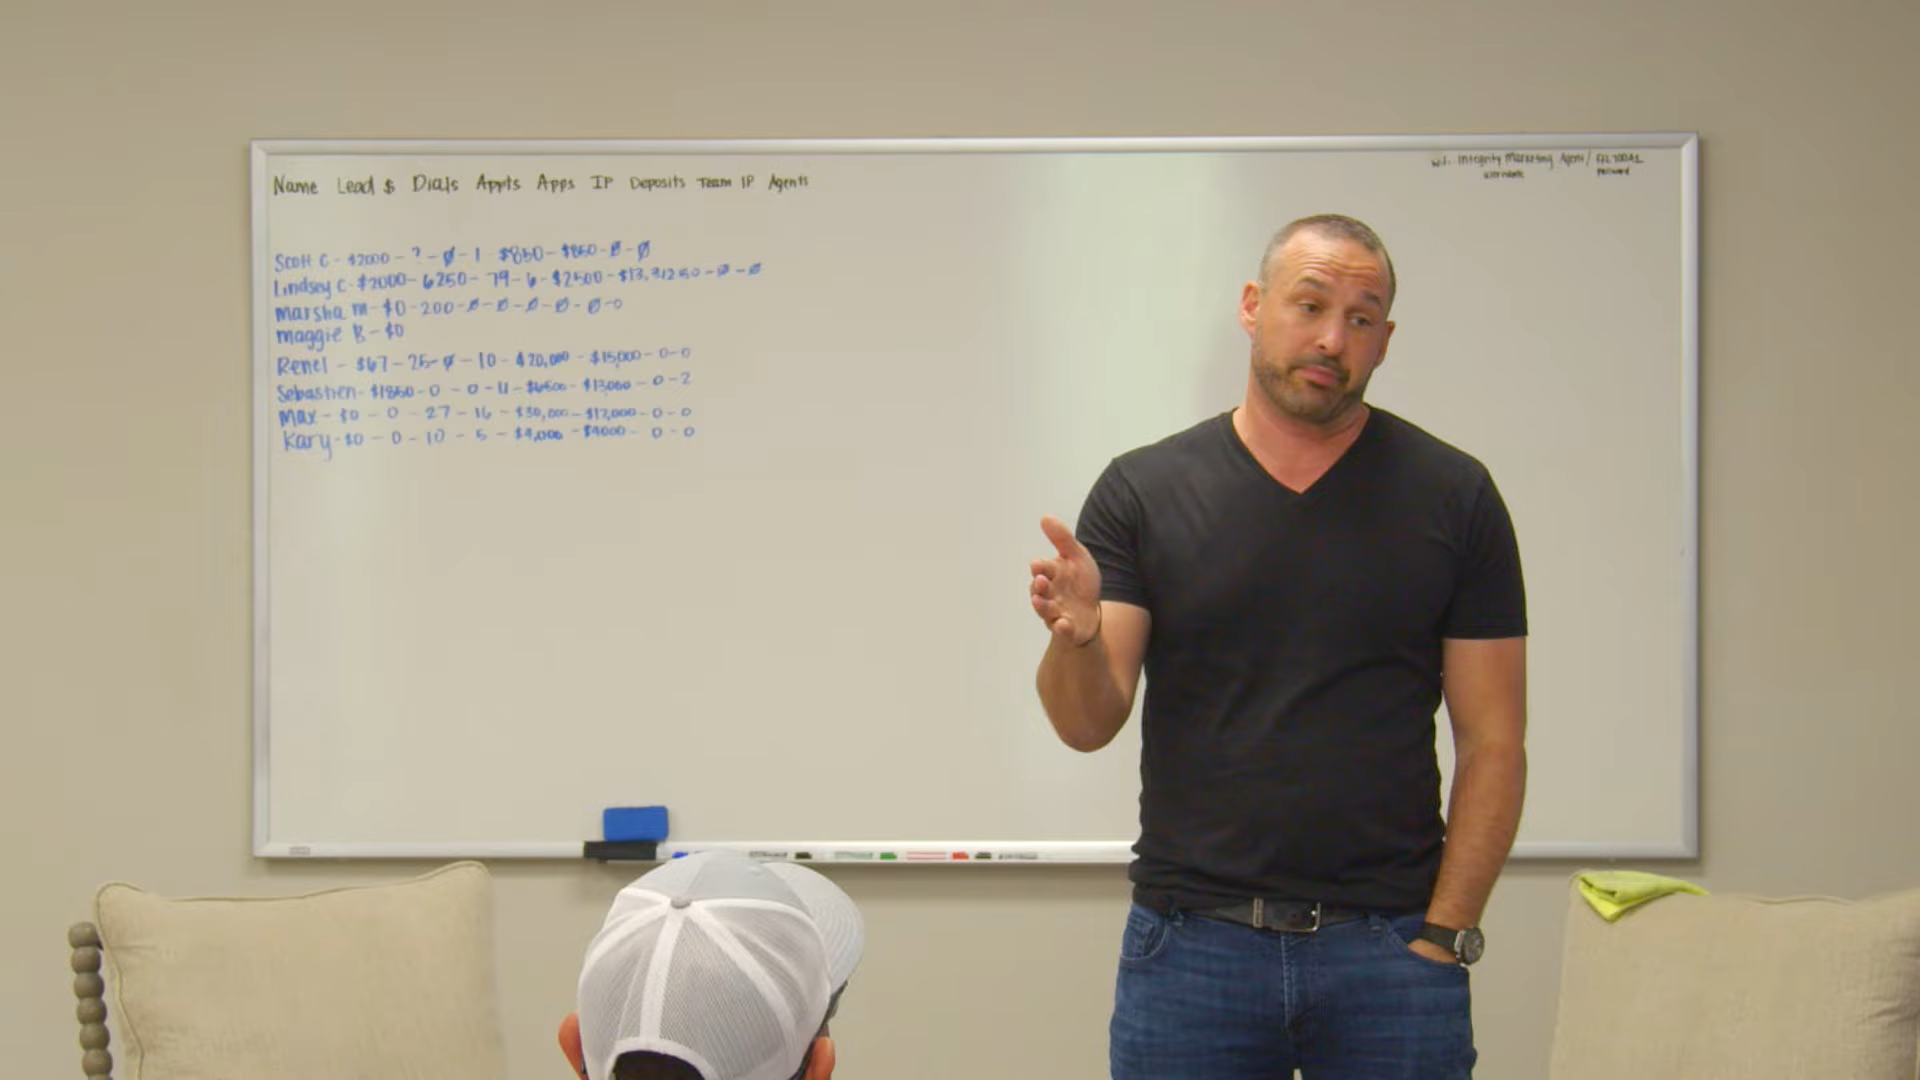 Name Lead $ Dials Appts Apps IP Deposits Team IP Agents
Integrity Marketing Agent/
Scott C - $2000 - ? - Ø - 1 - $850 - $850 - Ø - Ø
Lindsey C - $2000 - 6250 - 79 - 6 - $2500 - - Ø - Ø
Marsha M - $0 - 200 - Ø - Ø - Ø - Ø - Ø - 0
Maggie B - $0
Renel - $67 - 25 - Ø - 10 - $20,000 - $15,000 - 0 - 0
Sebastien - $1850 - 0 - 0 - 11 - $6500 - $13,000 - 0 - 2
Max - $0 - 0 - 27 - 16 - $30,000 - $17,000 - 0 - 0
Kary - $0 - 0 - 10 - 5 - $4,000 - $4000 - 0 - 0